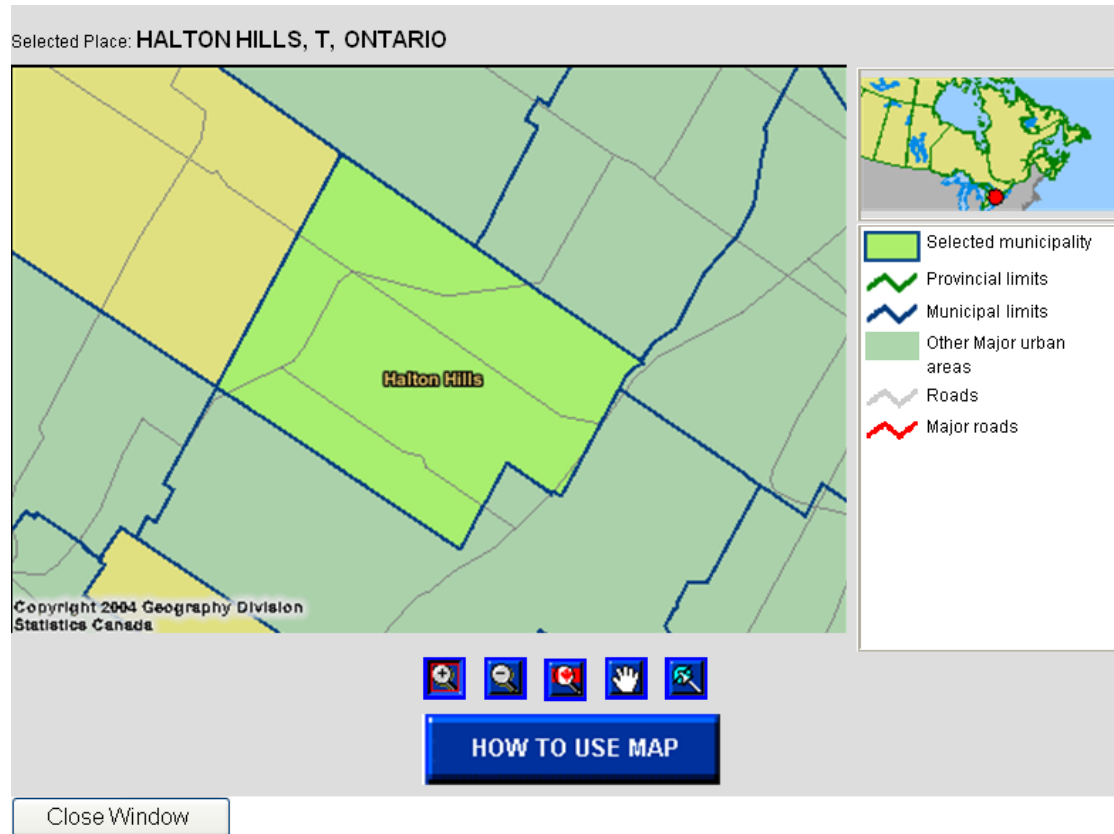 Selected Place: HALTON HILLS, T, ONTARIO
Halton Hills
Copyright 2004 Geography Division
Statistics Canada
Selected municipality
Provincial limits
Municipal limits
Other Major urban
areas
Roads
Major roads
HOW TO USE MAP
Close Window